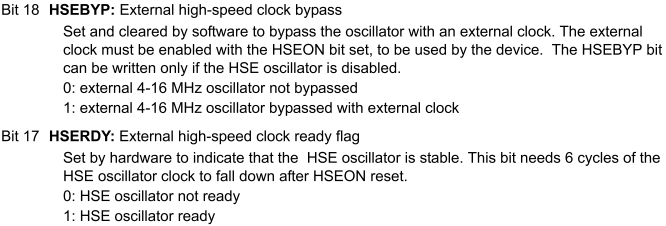 Bit 18 HSEBYP: External high-speed clock bypass
Set and cleared by software to bypass the oscillator with an external clock. The external
clock must be enabled with the HSEON bit set, to be used by the device. The HSEBYP bit
can be written only if the HSE oscillator is disabled.
0: external 4-16 MHz oscillator not bypassed
1: external 4-16 MHz oscillator bypassed with external clock
Bit 17 HSERDY: External high-speed clock ready flag
Set by hardware to indicate that the HSE oscillator is stable. This bit needs 6 cycles of the
HSE oscillator clock to fall down after HSEON reset.
0: HSE oscillator not ready
1: HSE oscillator ready